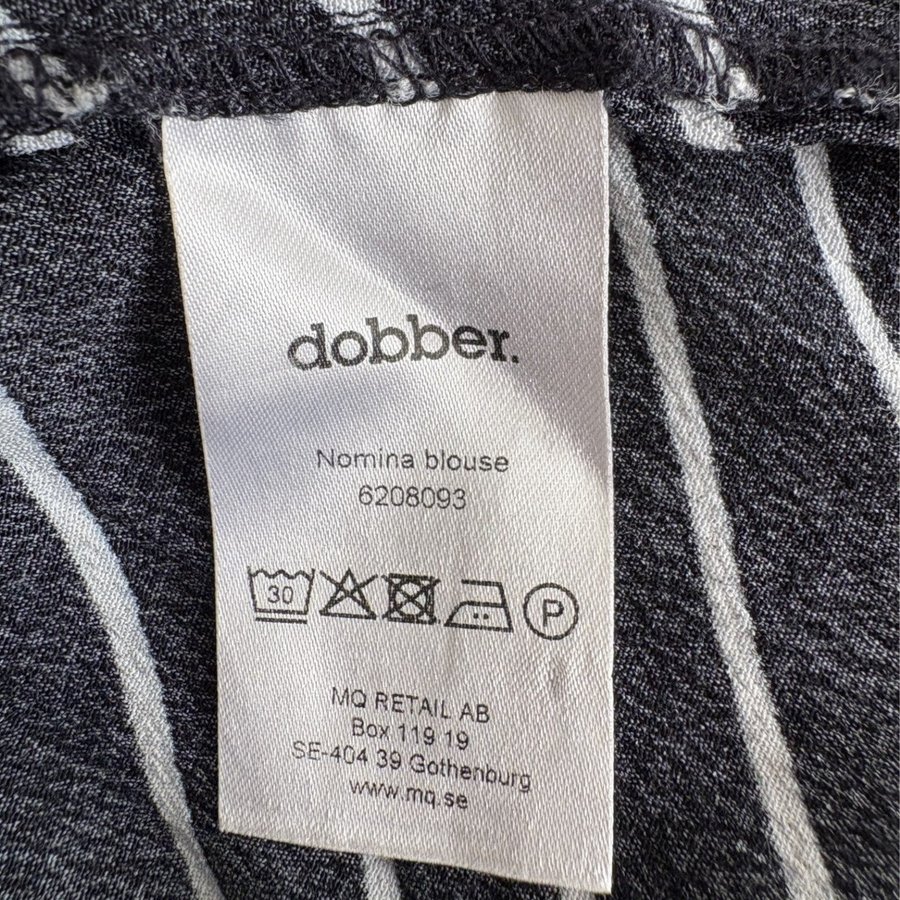 dobber.
Nomina blouse
6208093
30
P
MQ RETAIL AB
Box 119 19
SE-404 39 Gothenburg
www.mq.se